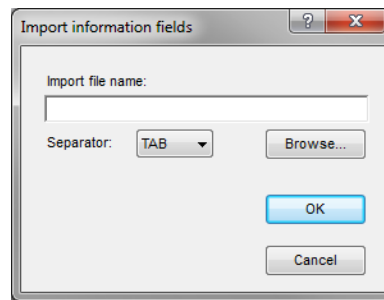 Import information fields
?
X
Import file name:
Separator:
TAB
Browse...
OK
Cancel